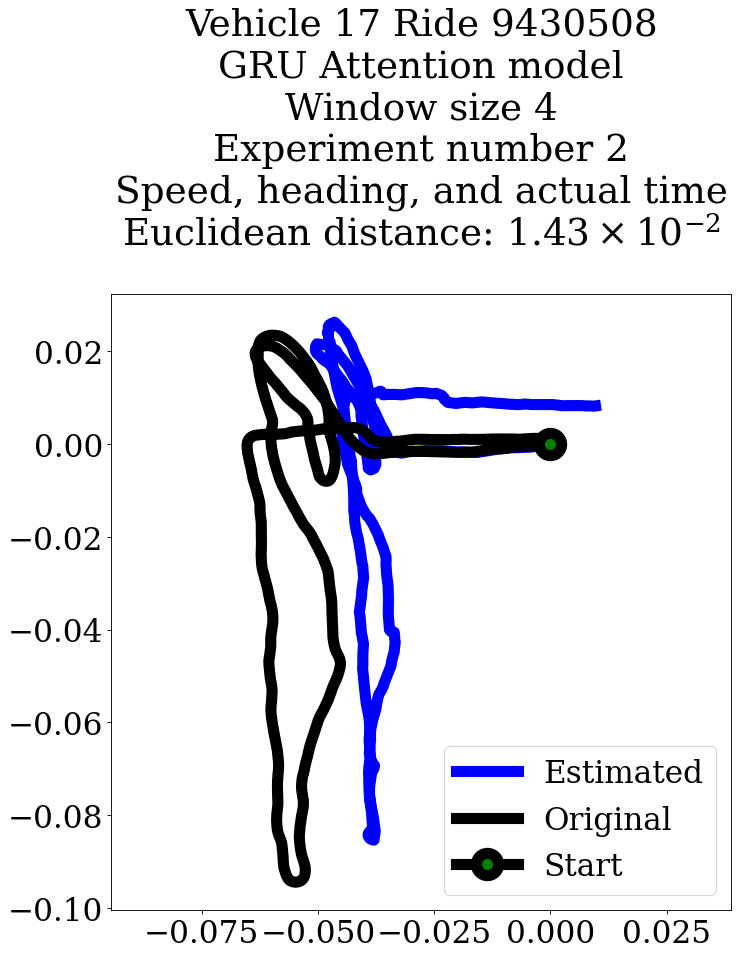 Vehicle 17 Ride 9430508
GRU Attention model
Window size 4
Experiment number 2
Speed, heading, and actual time
Euclidean distance: 1.43 × 10⁻²
0.02
0.00
−0.02
−0.04
−0.06
−0.08
−0.10
Estimated
Original
Start
−0.075 −0.050 −0.025 0.000 0.025